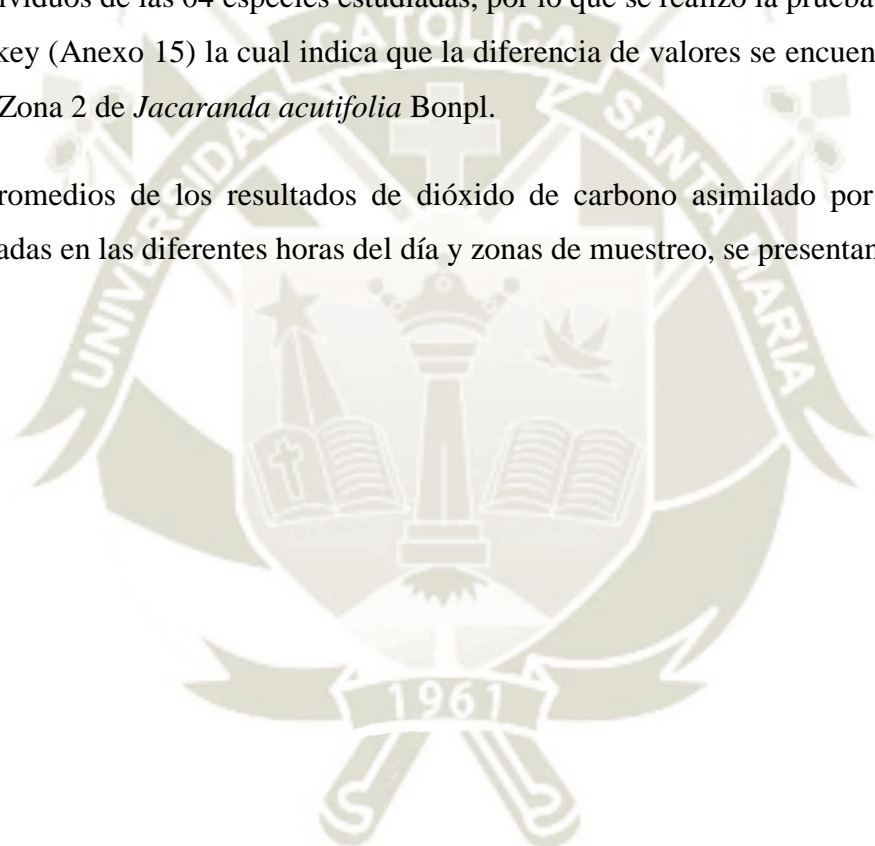 ividuos de las 04 especies estudiadas, por lo que se realizó la prueba
key (Anexo 15) la cual indica que la diferencia de valores se encuen
Zona 2 de Jacaranda acutifolia Bonpl.
romedios de los resultados de dióxido de carbono asimilado por
adas en las diferentes horas del día y zonas de muestreo, se presentan
UNIVERSIDAD CATÓLICA SANTA MARIA
1961